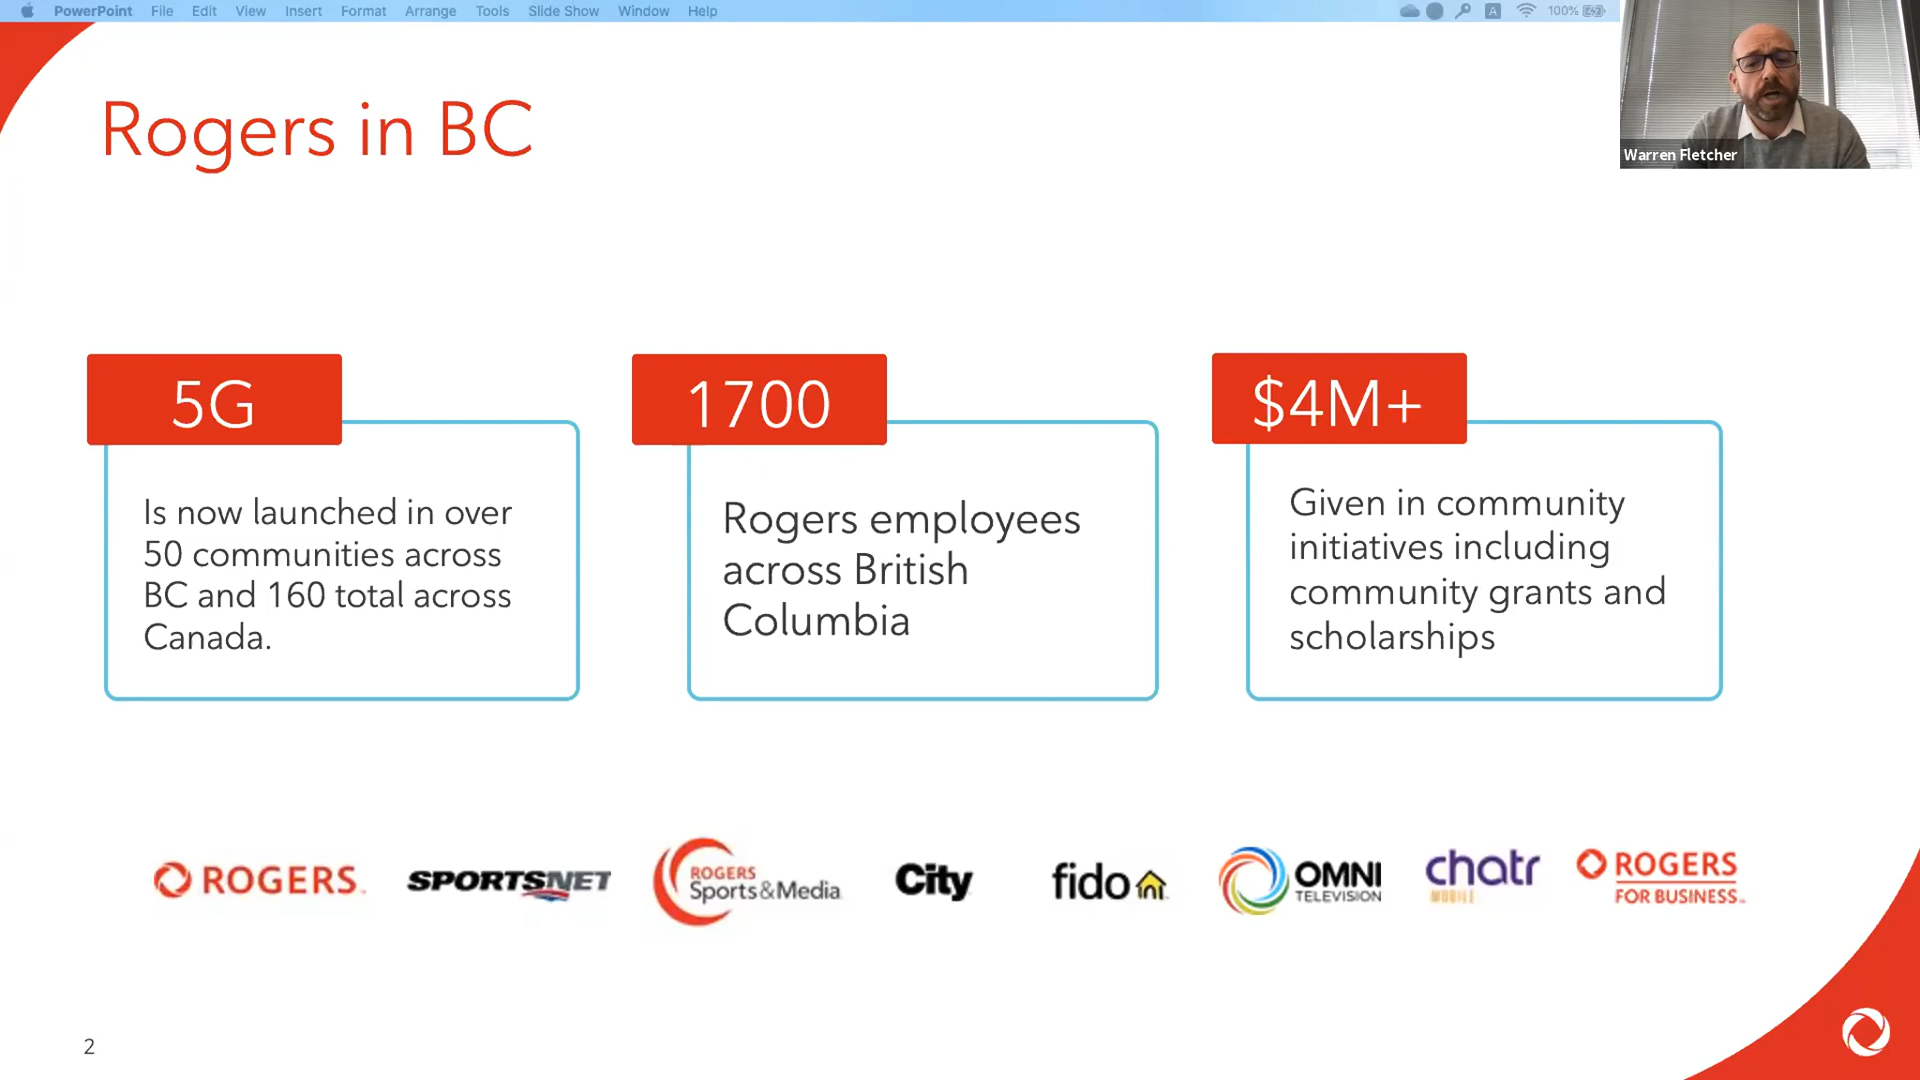 PowerPoint File Edit View Insert Format Arrange Tools Slide Show Window Help A 100%
Warren Fletcher
Rogers in BC
5G
Is now launched in over
50 communities across
BC and 160 total across
Canada.
1700
Rogers employees
across British
Columbia
$4M+
Given in community
initiatives including
community grants and
scholarships
ROGERS™
SPORTSNET
ROGERS
Sports&Media
City
fido
OMNI
TELEVISION
chatr
MOBILE
ROGERS
FOR BUSINESS™
2